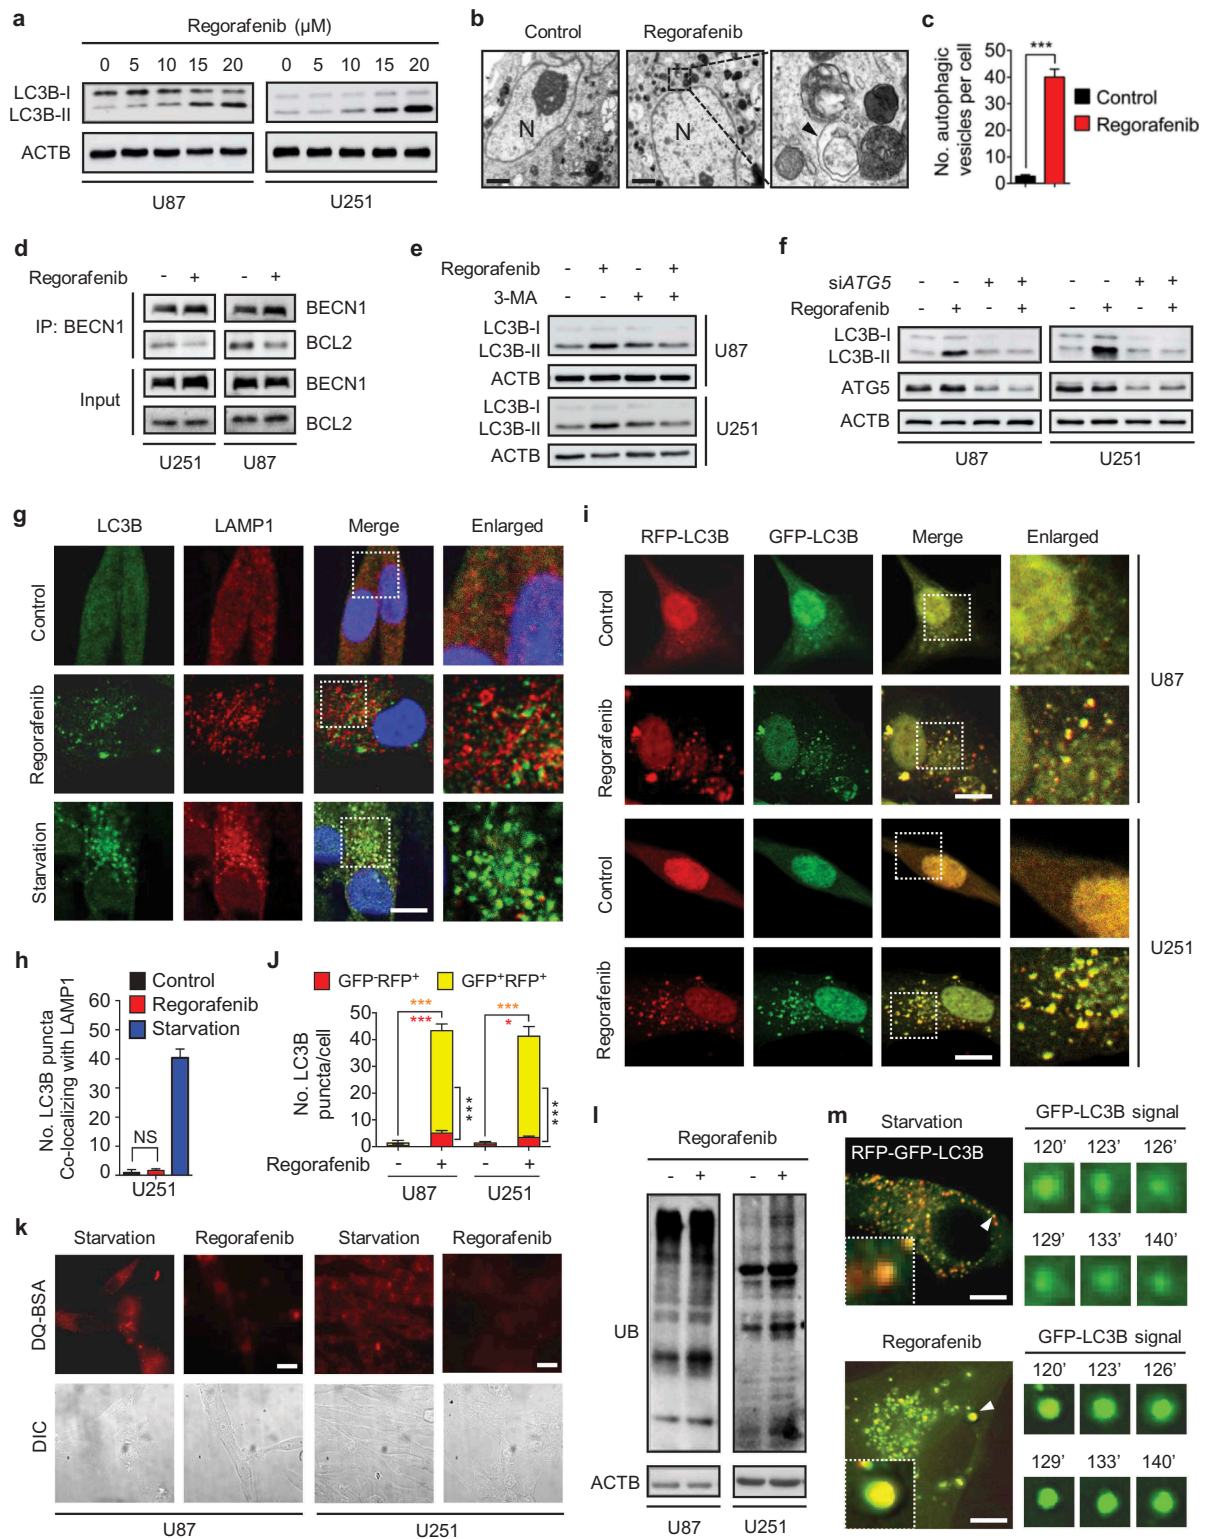 a
Regorafenib (µM)
0 5 10 15 20 0 5 10 15 20
LC3B-I
LC3B-II
ACTB
U87 U251
b
Control Regorafenib
N N
c
No. autophagic
vesicles per cell
50
40
30
20
10
0
***
Control
Regorafenib
d
Regorafenib - + - +
IP: BECN1
BECN1
BCL2
Input
BECN1
BCL2
U251 U87
e
Regorafenib - + - +
3-MA - - + +
LC3B-I
LC3B-II
ACTB
U87
LC3B-I
LC3B-II
ACTB
U251
f
siATG5 - - + + - - + +
Regorafenib - + - + - + - +
LC3B-I
LC3B-II
ATG5
ACTB
U87 U251
g
LC3B LAMP1 Merge Enlarged
Control
Regorafenib
Starvation
h
Control
Regorafenib
Starvation
No. LC3B puncta
Co-localizing with LAMP1
60
50
40
30
20
10
0
NS
U251
i
RFP-LC3B GFP-LC3B Merge Enlarged
Control
Regorafenib
U87
Control
Regorafenib
U251
J
GFP-RFP+ GFP+RFP+
No. LC3B
puncta/cell
50
40
30
20
10
0
*** ***
*** *
*** ***
Regorafenib - + - +
U87 U251
k
Starvation Regorafenib Starvation Regorafenib
DQ-BSA
DIC
U87 U251
l
Regorafenib
- + - +
UB
ACTB
U87 U251
m
Starvation
RFP-GFP-LC3B
GFP-LC3B signal
120' 123' 126'
129' 133' 140'
Regorafenib
GFP-LC3B signal
120' 123' 126'
129' 133' 140'